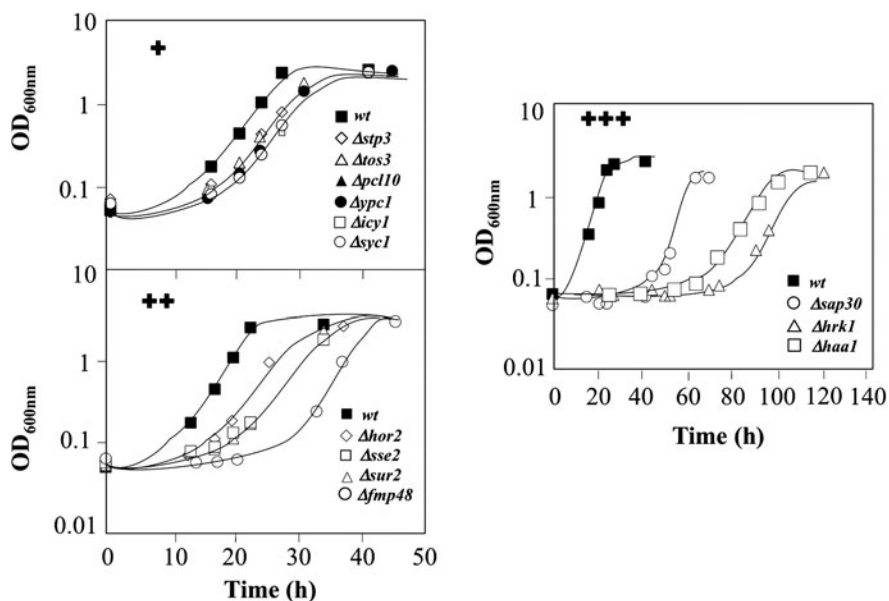 10
1
0.1
OD600nm
+
wt
Δstp3
Δtos3
Δpcl10
Δypc1
Δicy1
Δsyc1
10
1
0.1
0.01
OD600nm
++
wt
Δhor2
Δsse2
Δsur2
Δfmp48
0 10 20 30 40 50
Time (h)
10
1
0.1
0.01
OD600nm
+++
wt
Δsap30
Δhrk1
Δhaa1
0 20 40 60 80 100 120 140
Time (h)